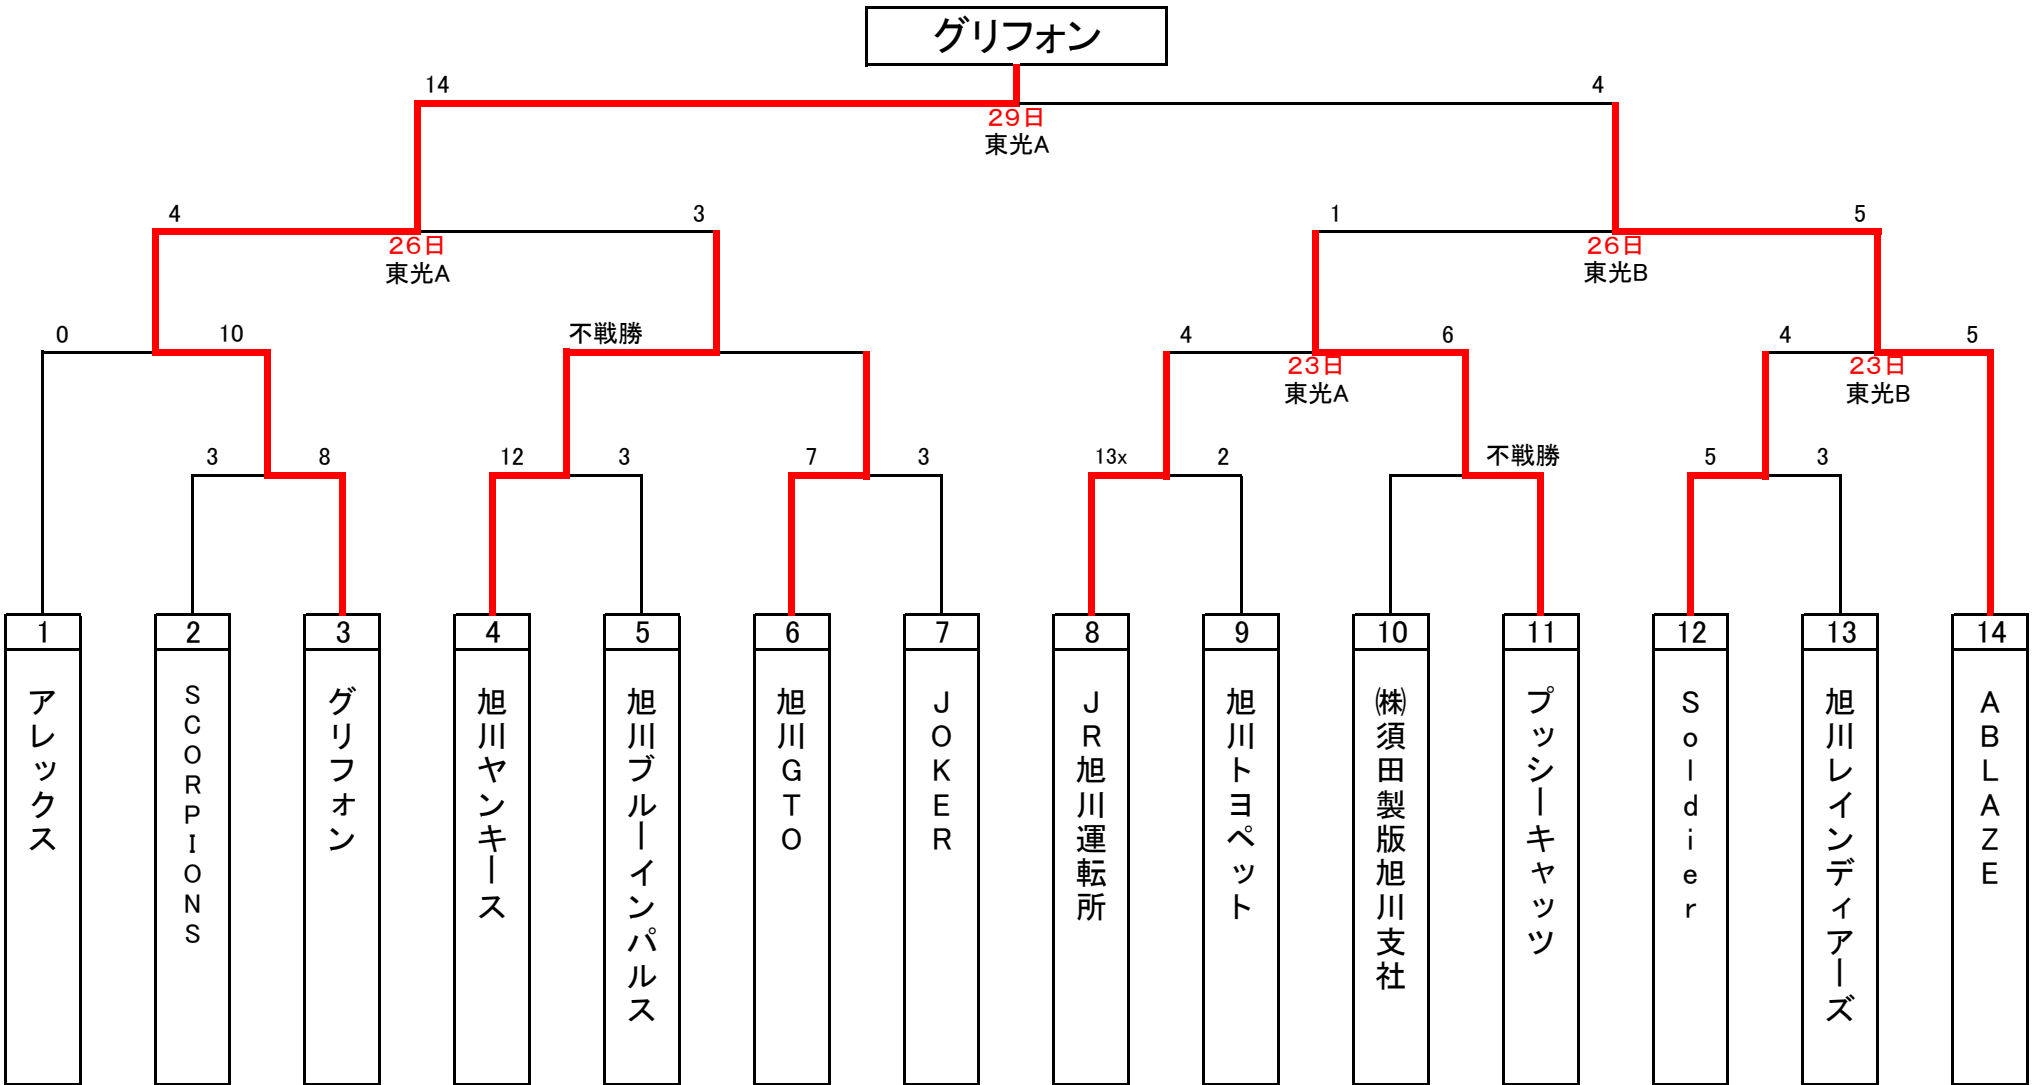 グリフォン
14
4
29日
東光A
4
3
1
5
26日
東光A
26日
東光B
0
10
不戦勝
4
6
4
5
23日
東光A
23日
東光B
3
8
12
3
7
3
13x
2
不戦勝
5
3
1
2
3
4
5
6
7
8
9
10
11
12
13
14
アレックス
SCORPIONS
グリフォン
旭川ヤンキース
旭川ブルーインパルス
旭川GTO
JOKER
JR旭川運転所
旭川トヨペット
㈱須田製版旭川支社
プッシーキャッツ
Soldier
旭川レインディアーズ
ABLAZE